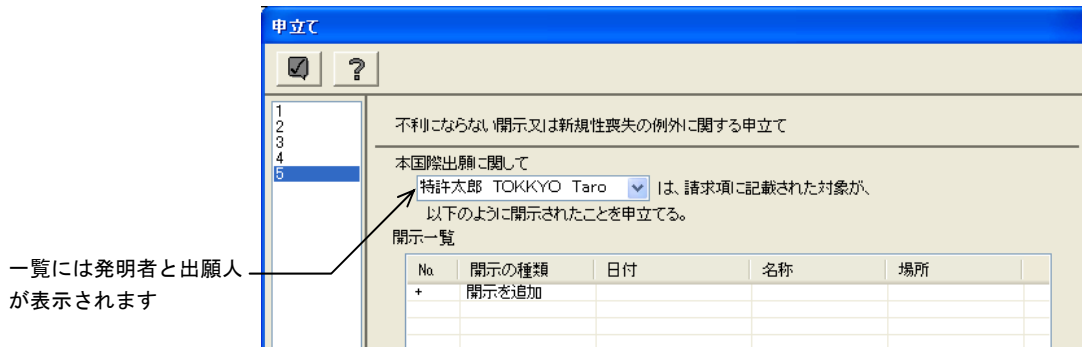 申立て
?
1
2
3
4
5
不利にならない開示又は新規性喪失の例外に関する申立て
本国際出願に関して
特許太郎 TOKKYO Taro は、請求項に記載された対象が、
以下のように開示されたことを申立てる。
開示一覧
No. 開示の種類 日付 名称 場所
+ 開示を追加
一覧には発明者と出願人
が表示されます